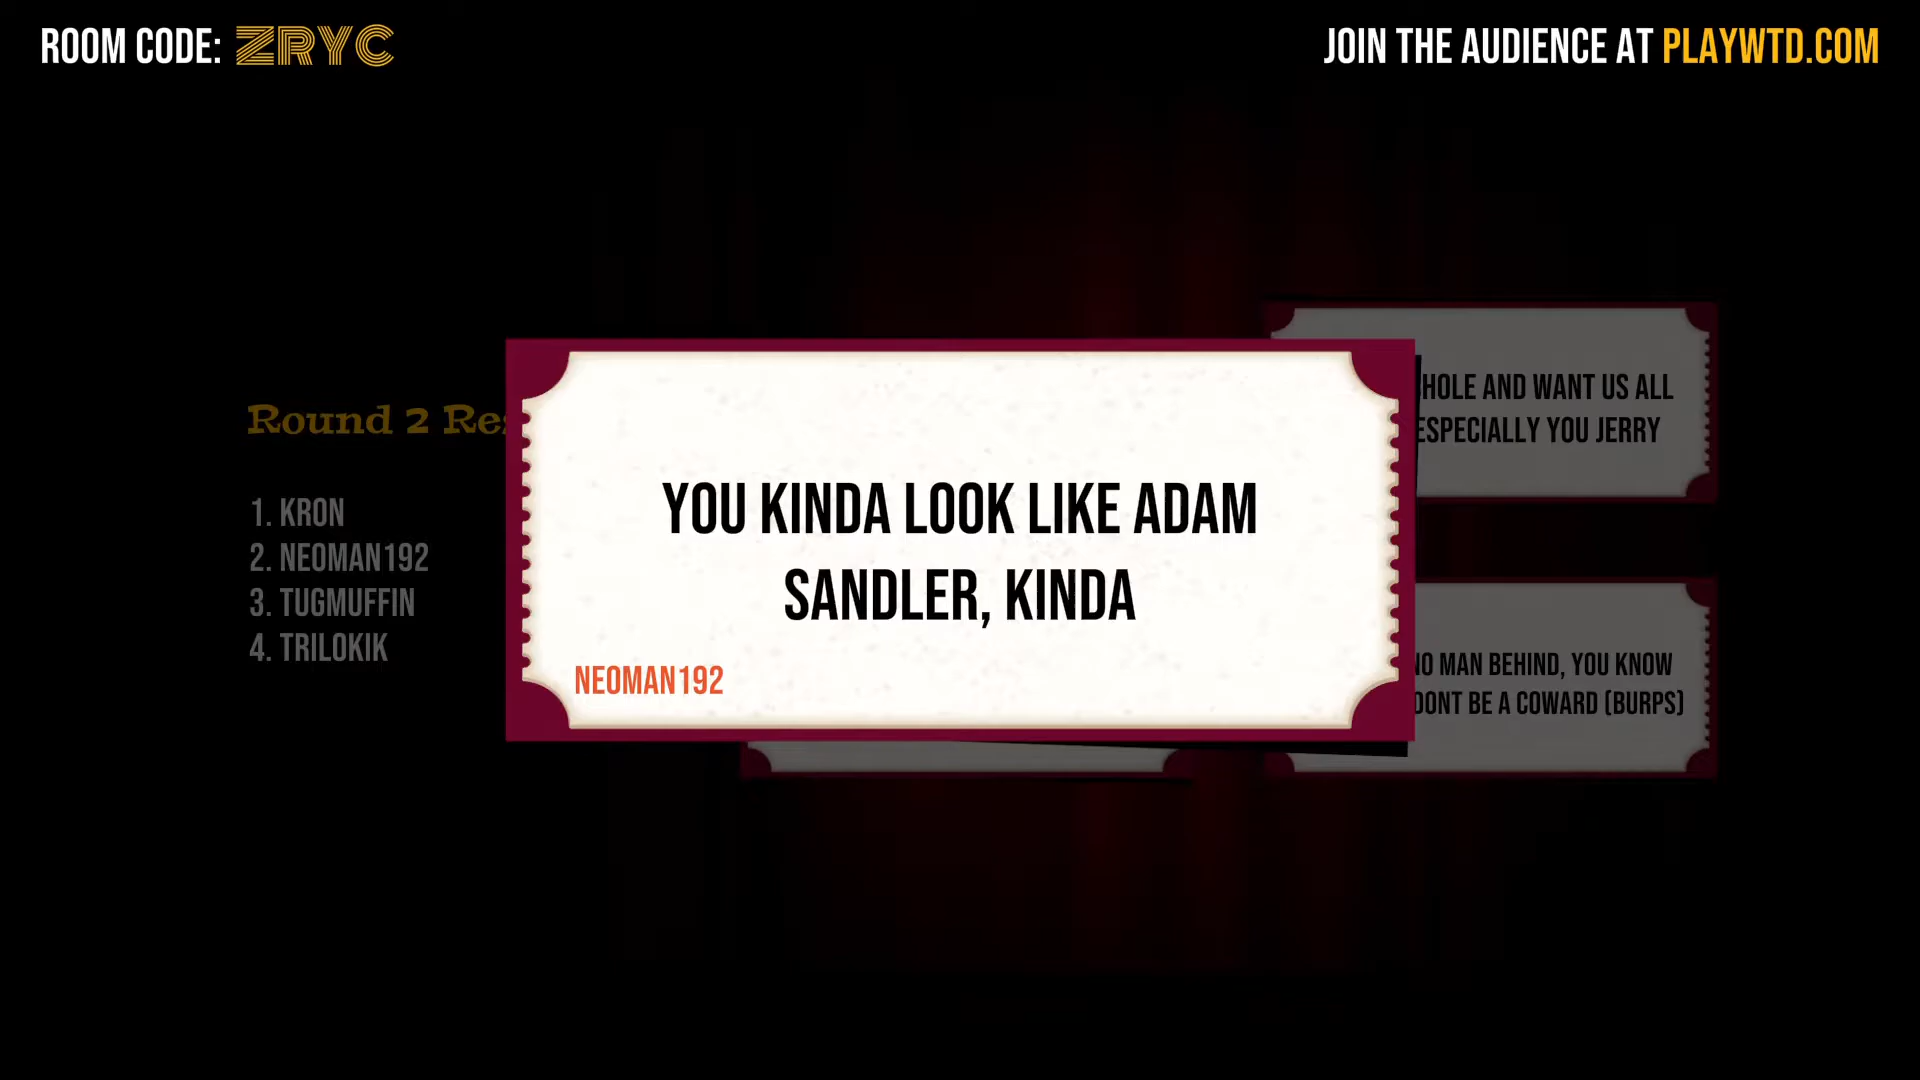 ROOM CODE: ZRYC
JOIN THE AUDIENCE AT PLAYWTD.COM
Round 2
1. KRON
2. NEOMAN192
3. TUGMUFFIN
4. TRILOKIK
YOU KINDA LOOK LIKE ADAM
SANDLER, KINDA
NEOMAN192
HOLE AND WANT US ALL
ESPECIALLY YOU JERRY
NO MAN BEHIND, YOU KNOW
DONT BE A COWARD (BURPS)